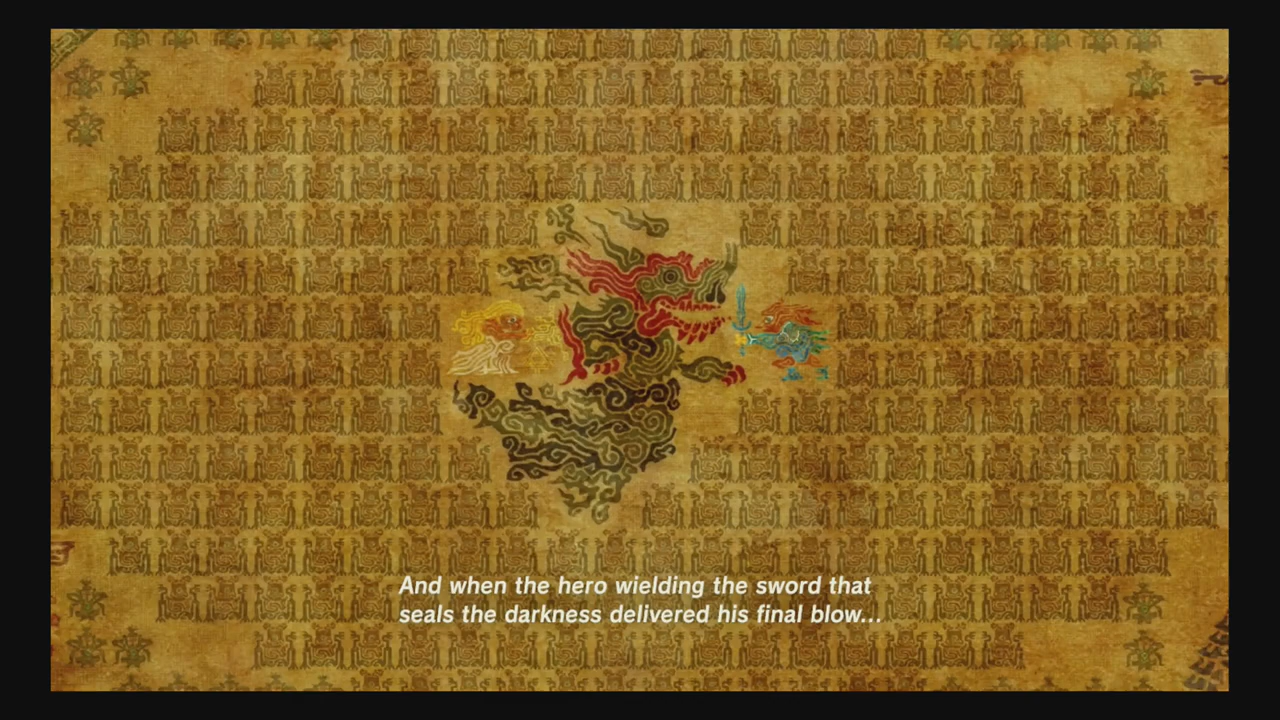 And when the hero wielding the sword that
seals the darkness delivered his final blow...